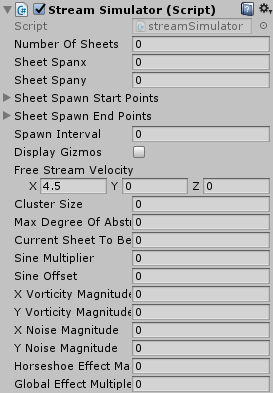 Stream Simulator (Script)
Script streamSimulator
Number Of Sheets 0
Sheet Spanx 0
Sheet Spany 0
Sheet Spawn Start Points
Sheet Spawn End Points
Spawn Interval 0
Display Gizmos
Free Stream Velocity
X 4.5 Y 0 Z 0
Cluster Size 0
Max Degree Of Abstr 0
Current Sheet To Be 0
Sine Multiplier 0
Sine Offset 0
X Vorticity Magnitude 0
Y Vorticity Magnitude 0
X Noise Magnitude 0
Y Noise Magnitude 0
Horseshoe Effect Ma 0
Global Effect Multiple 0